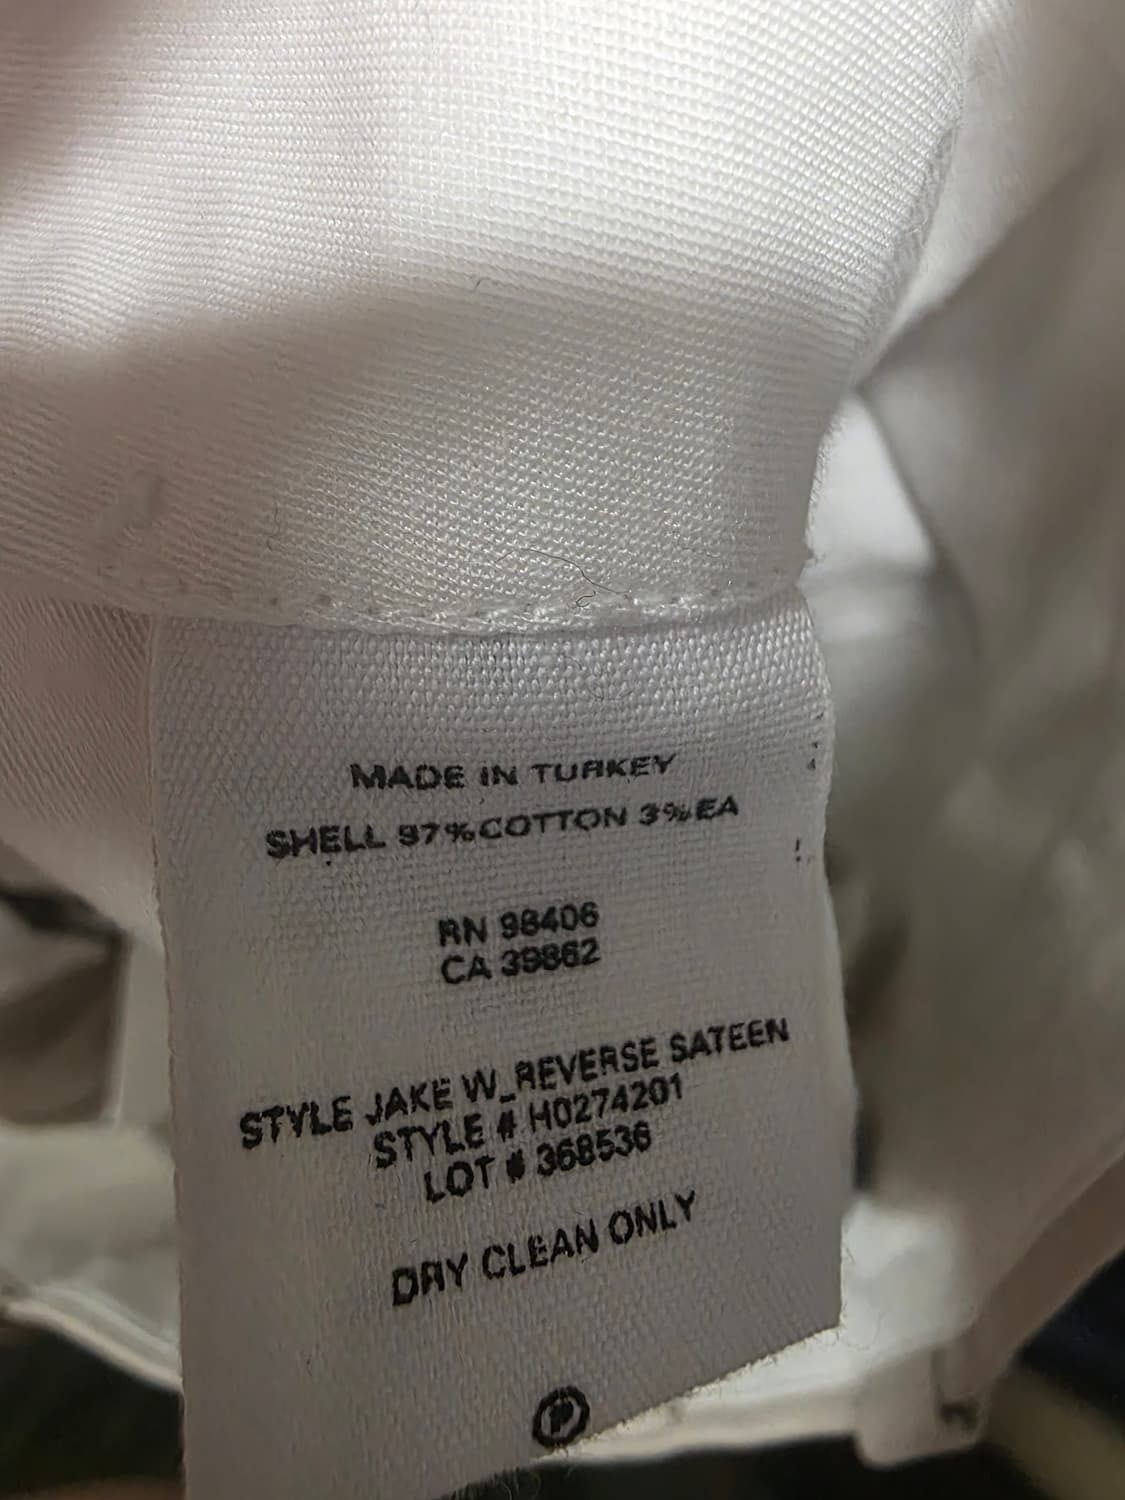 MADE IN TURKEY
SHELL 97%COTTON 3%EA
RN 98406
CA 39862
STYLE JAKE W_REVERSE SATEEN
STYLE # H0274201
LOT # 368536
DRY CLEAN ONLY
P